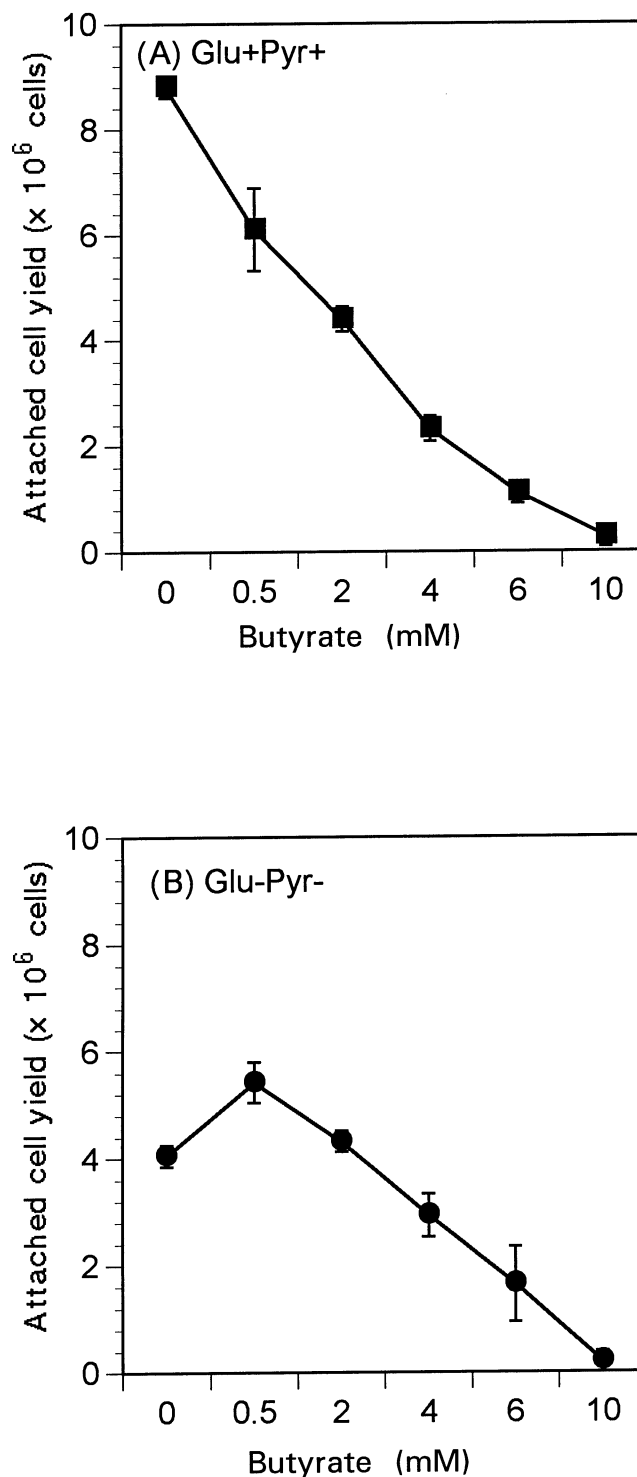 (A) Glu+Pyr+
10
8
6
4
2
0
Attached cell yield (x 10⁶ cells)
0 0.5 2 4 6 10
Butyrate (mM)
(B) Glu-Pyr-
10
8
6
4
2
0
Attached cell yield (x 10⁶ cells)
0 0.5 2 4 6 10
Butyrate (mM)